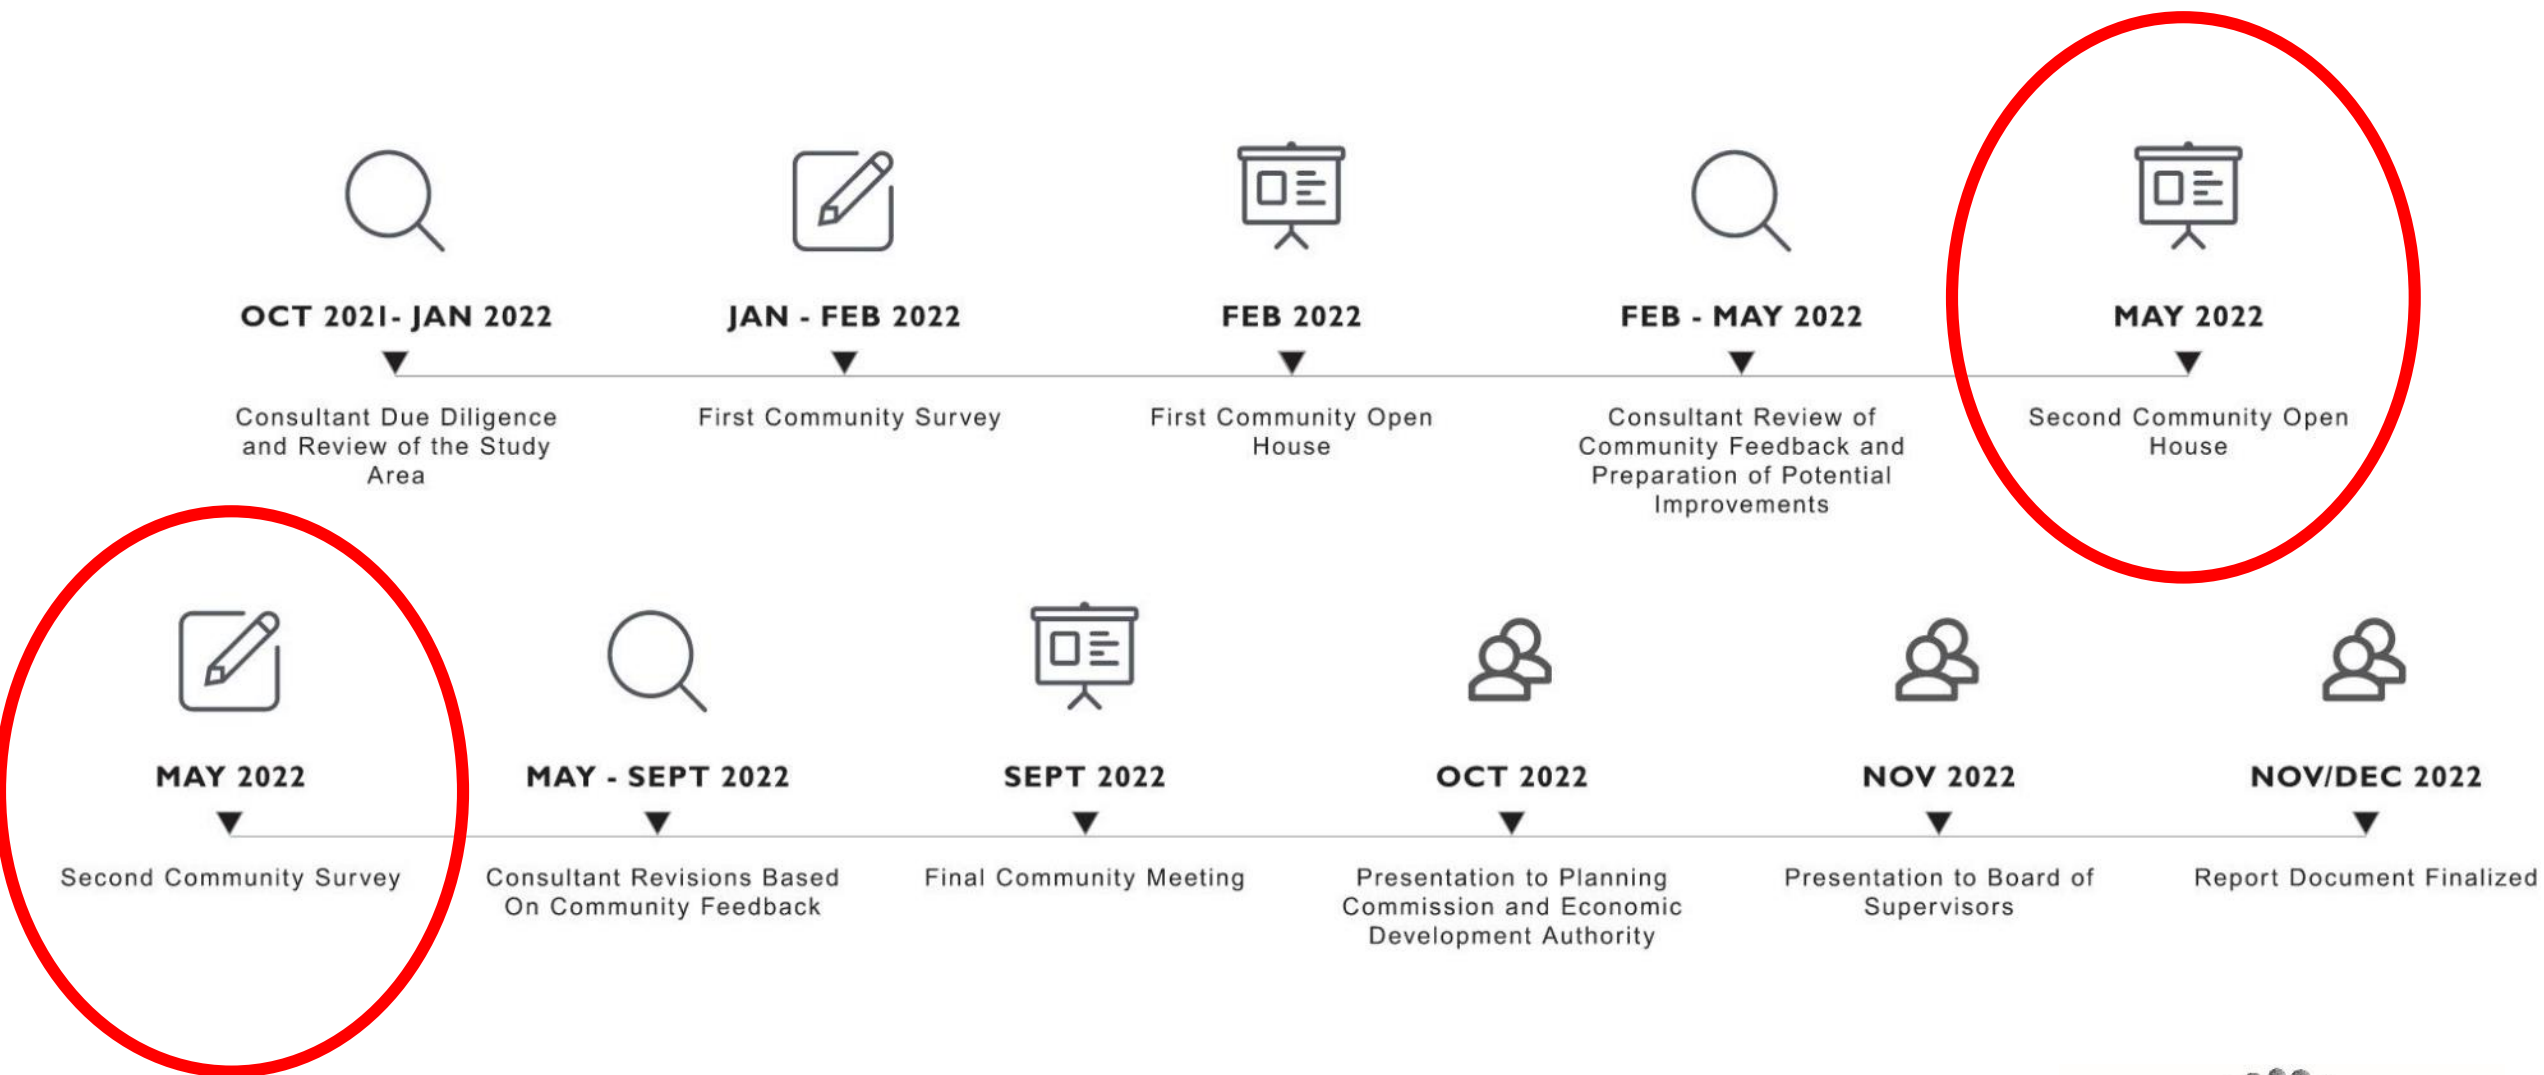 OCT 2021- JAN 2022
JAN - FEB 2022
FEB 2022
FEB - MAY 2022
MAY 2022
Consultant Due Diligence
and Review of the Study
Area
First Community Survey
First Community Open
House
Consultant Review of
Community Feedback and
Preparation of Potential
Improvements
Second Community Open
House
MAY 2022
MAY - SEPT 2022
SEPT 2022
OCT 2022
NOV 2022
NOV/DEC 2022
Second Community Survey
Consultant Revisions Based
On Community Feedback
Final Community Meeting
Presentation to Planning
Commission and Economic
Development Authority
Presentation to Board of
Supervisors
Report Document Finalized